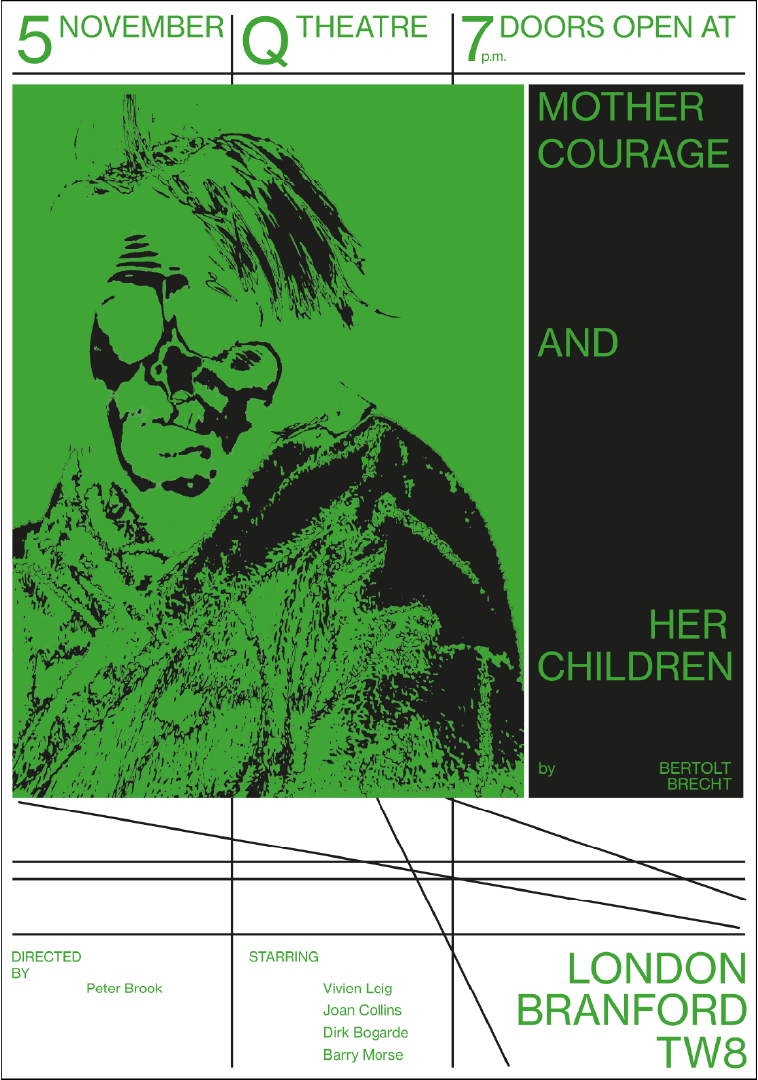 5 NOVEMBER
Q THEATRE
7 p.m. DOORS OPEN AT
MOTHER
COURAGE
AND
HER
CHILDREN
by BERTOLT
BRECHT
DIRECTED
BY
Peter Brook
STARRING
Vivien Leig
Joan Collins
Dirk Bogarde
Barry Morse
LONDON
BRANFORD
TW8